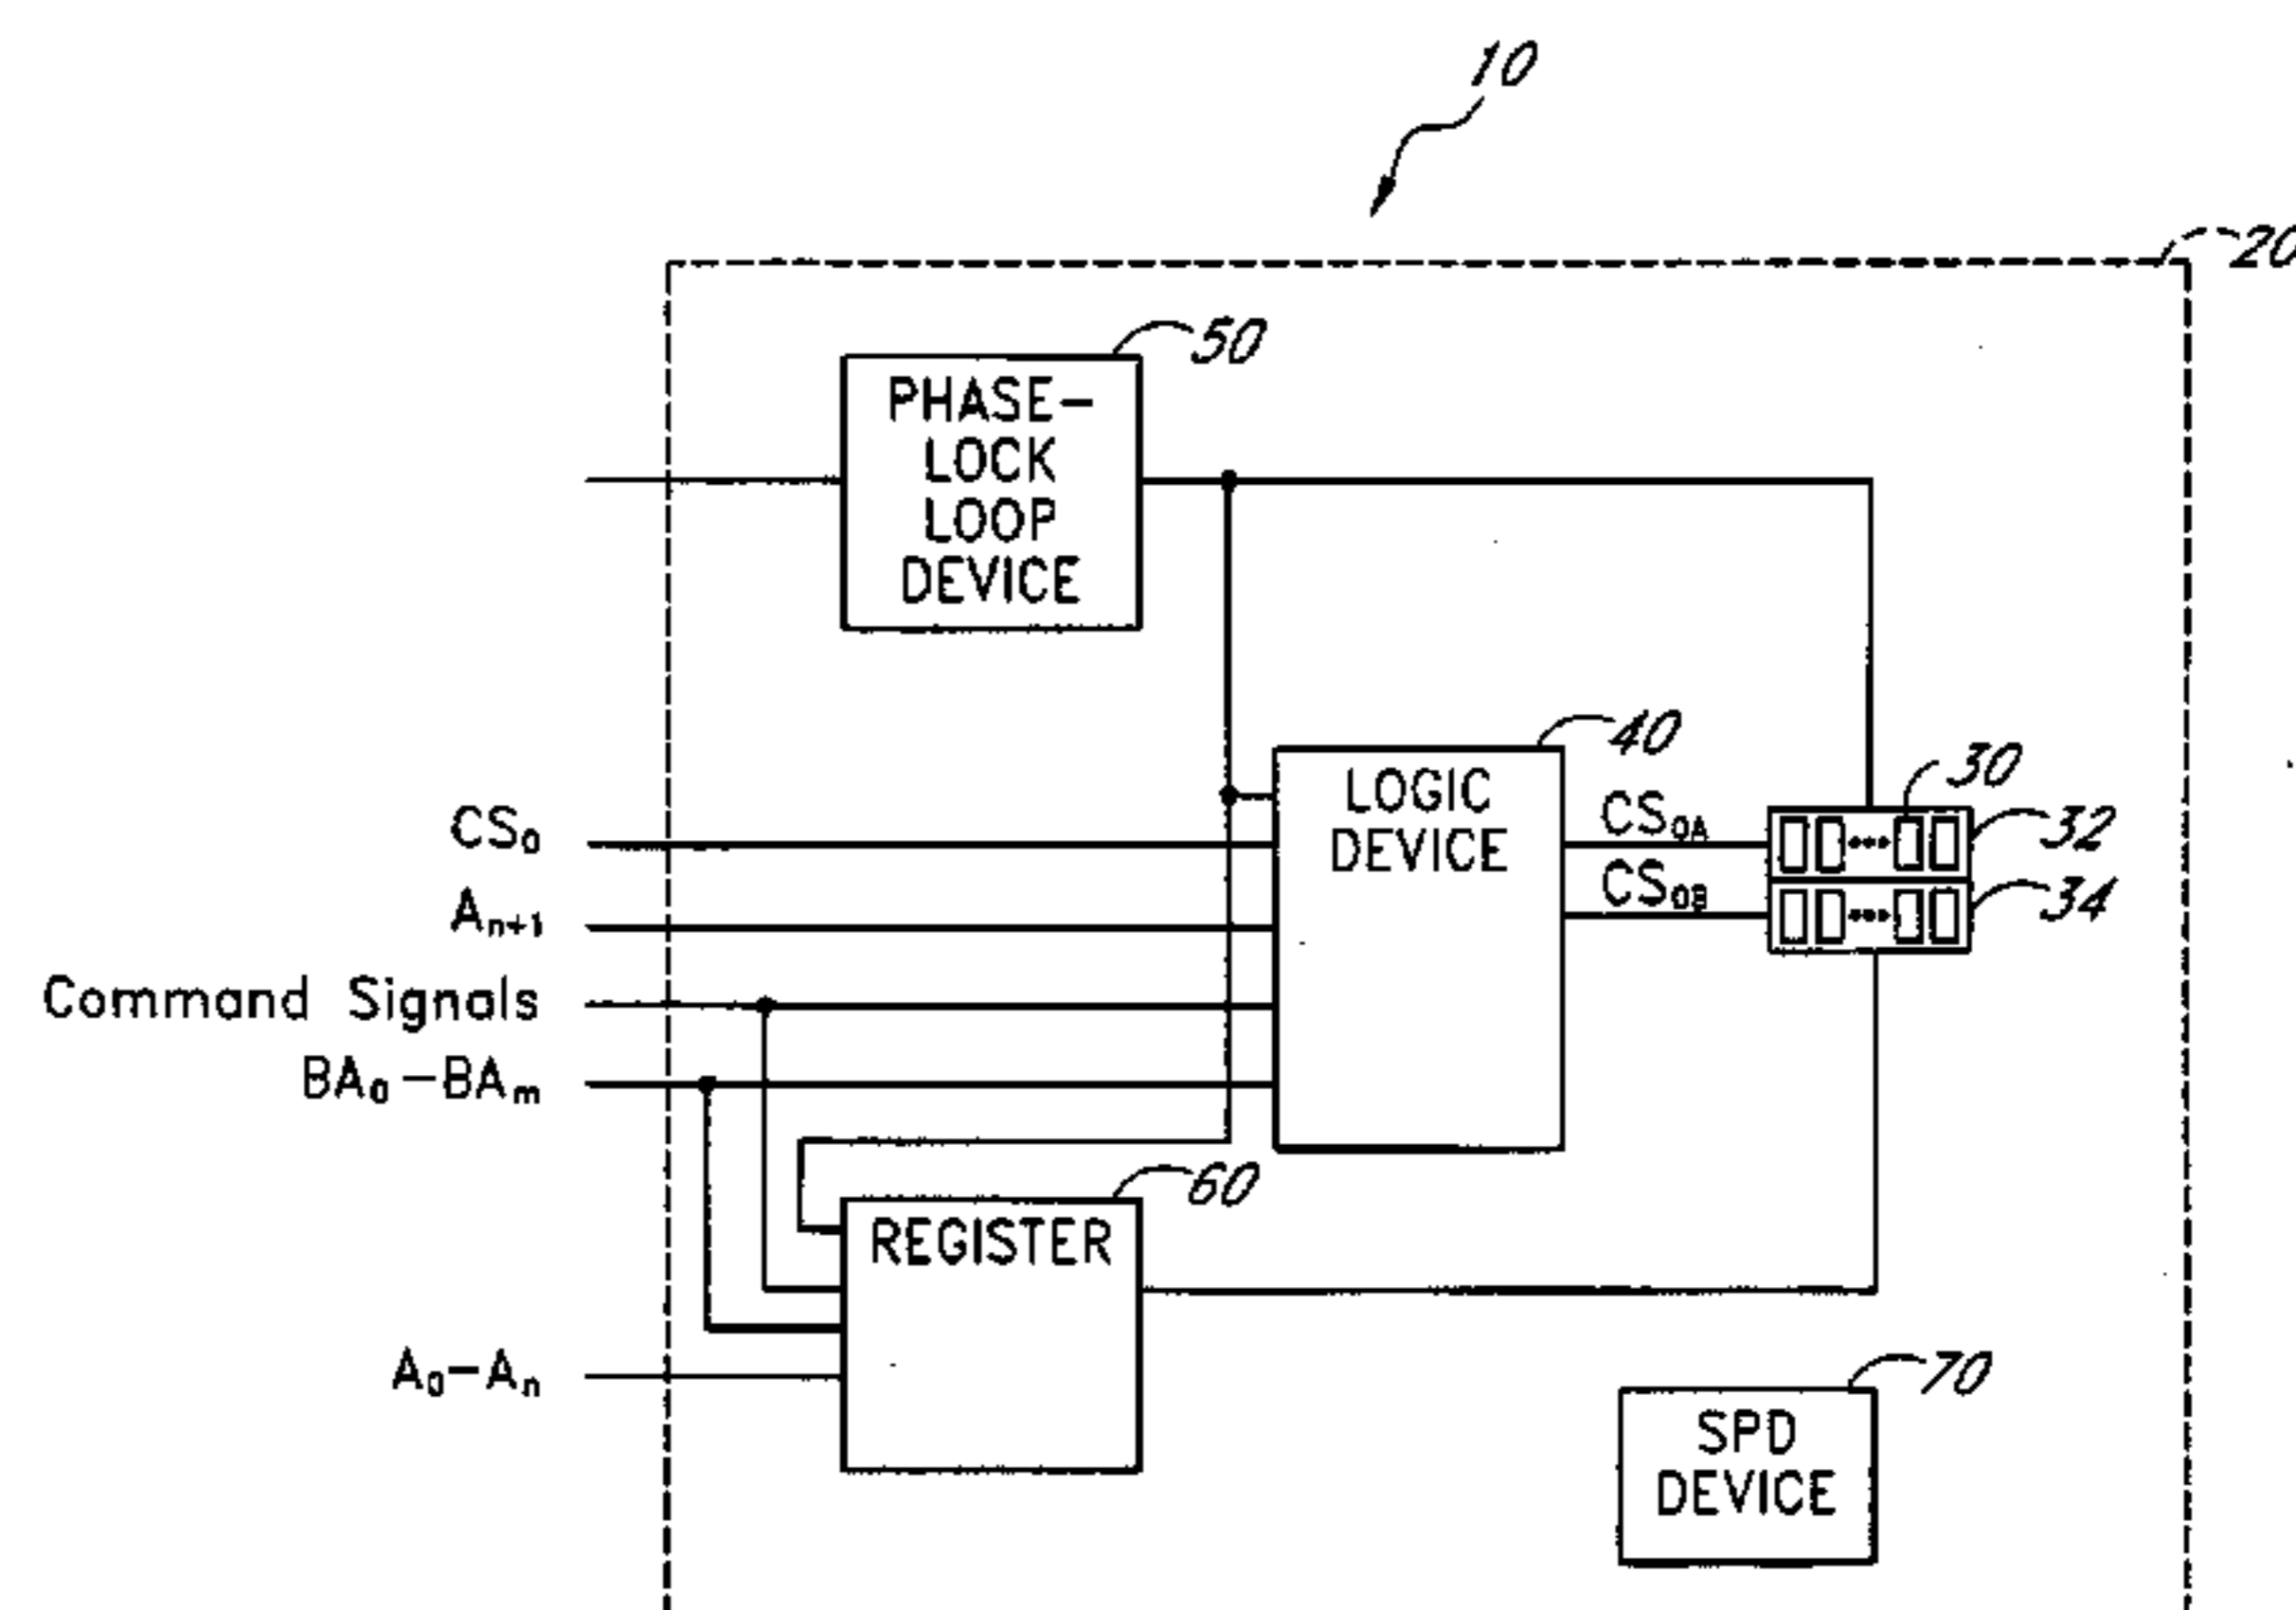 10
20
50
PHASE-
LOCK
LOOP
DEVICE
40
LOGIC
DEVICE
30
32
34
CS0
CS0A
CS0B
An+1
Command Signals
BA0-BAm
60
REGISTER
A0-An
70
SPD
DEVICE